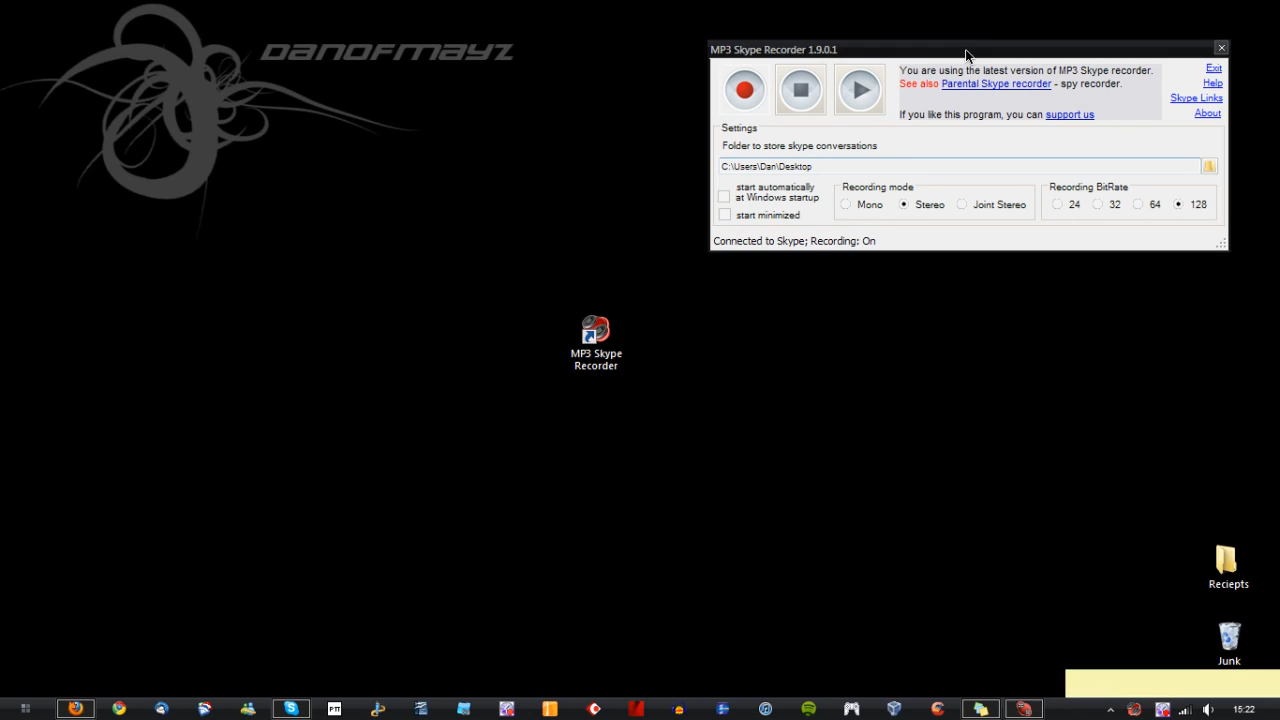 DANOFMAYZ
MP3 Skype Recorder 1.9.0.1
You are using the latest version of MP3 Skype recorder.
See also Parental Skype recorder - spy recorder.
If you like this program, you can support us
Exit
Help
Skype Links
About
Settings
Folder to store skype conversations
C:\Users\Dan\Desktop
start automatically
at Windows startup
start minimized
Recording mode
Mono
Stereo
Joint Stereo
Recording BitRate
24
32
64
128
Connected to Skype; Recording: On
MP3 Skype
Recorder
Reciepts
Junk
PTT
15:22